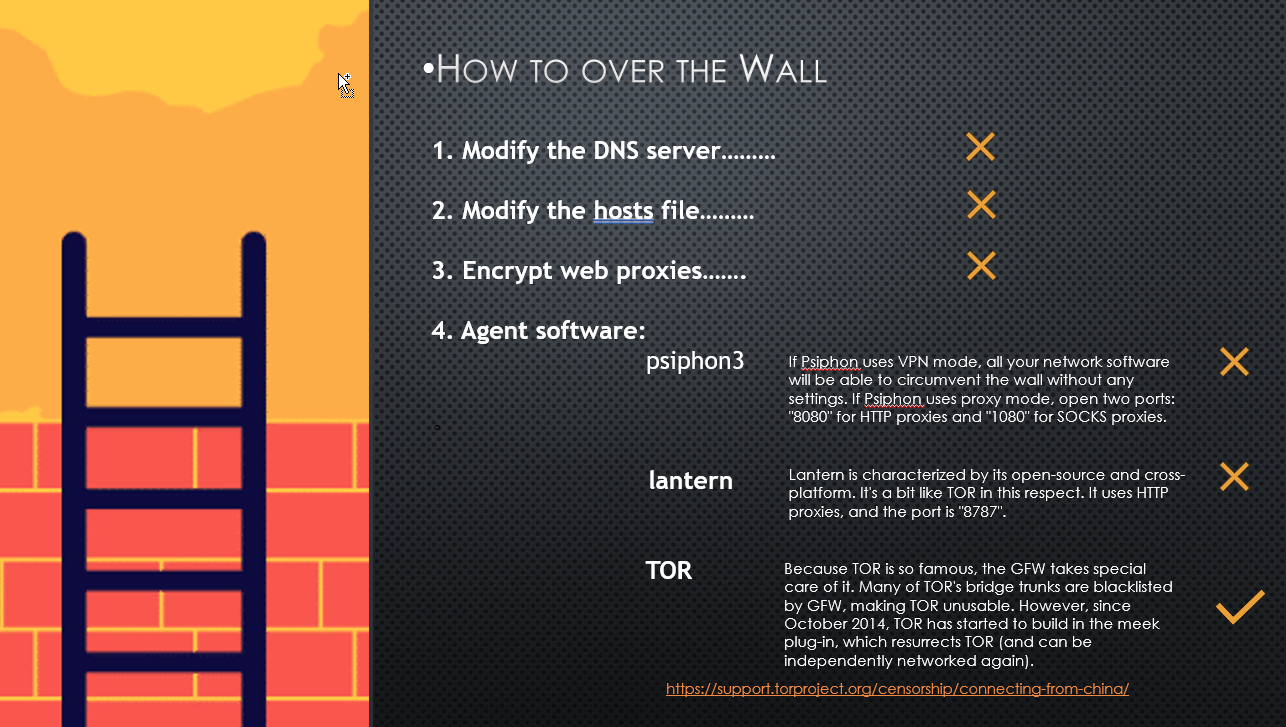 •How to over the Wall
1. Modify the DNS server.........
2. Modify the hosts file.........
3. Encrypt web proxies.......
4. Agent software:
psiphon3
If Psiphon uses VPN mode, all your network software
will be able to circumvent the wall without any
settings. If Psiphon uses proxy mode, open two ports:
"8080" for HTTP proxies and "1080" for SOCKS proxies.
lantern
Lantern is characterized by its open-source and cross-
platform. It's a bit like TOR in this respect. It uses HTTP
proxies, and the port is "8787".
TOR
Because TOR is so famous, the GFW takes special
care of it. Many of TOR's bridge trunks are blacklisted
by GFW, making TOR unusable. However, since
October 2014, TOR has started to build in the meek
plug-in, which resurrects TOR (and can be
independently networked again).
https://support.torproject.org/censorship/connecting-from-china/